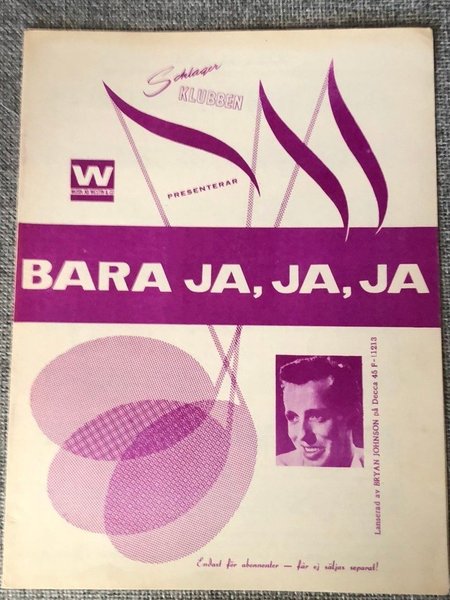 Schlager
KLUBBEN
W
PRESENTERAR
BARA JA, JA, JA
Lanserad av BRYAN JOHNSON på Decca 45 F-11213
Endast för abonnenter — får ej säljas separat!